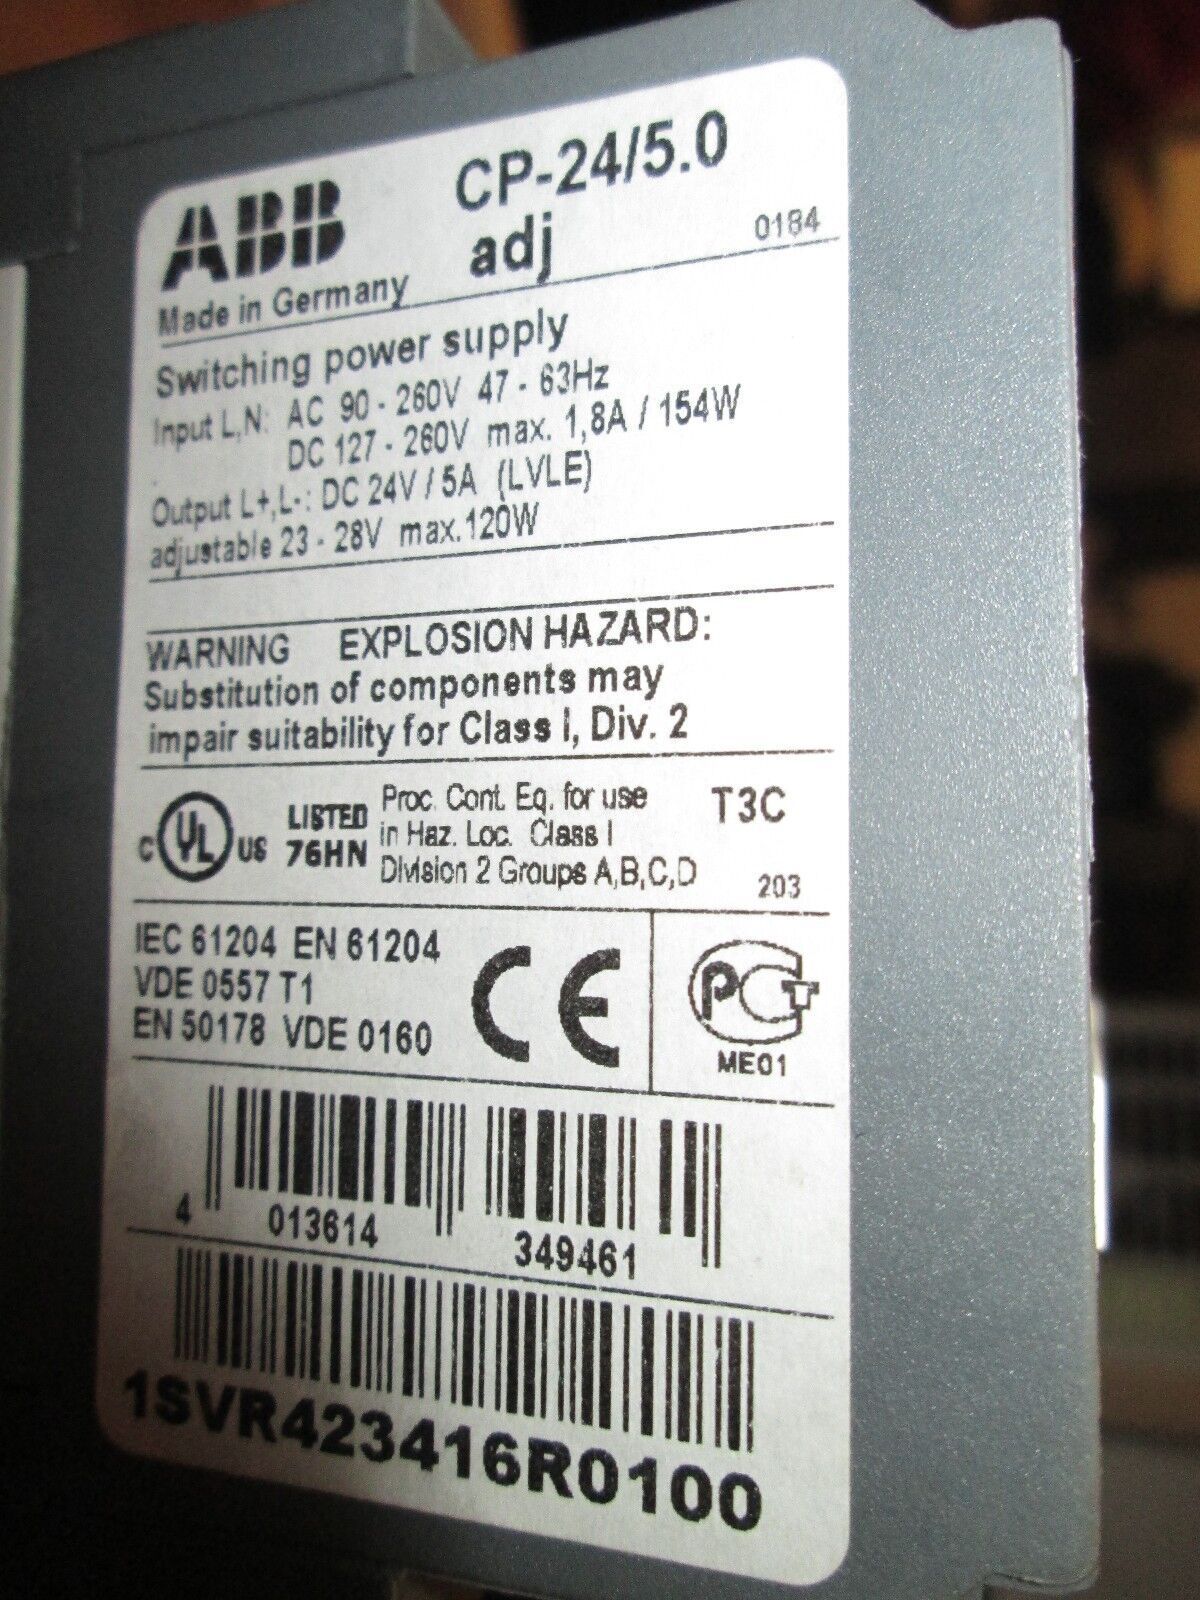 ABB CP-24/5.0
adj 0184
Made in Germany
Switching power supply
Input L,N: AC 90 - 260V 47 - 63Hz
DC 127 - 260V max. 1,8A / 154W
Output L+,L-: DC 24V / 5A (LVLE)
adjustable 23 - 28V max.120W
WARNING EXPLOSION HAZARD:
Substitution of components may
impair suitability for Class I, Div. 2
C UL US LISTED 76HN
Proc. Cont. Eq. for use
in Haz. Loc. Class I
Division 2 Groups A,B,C,D
T3C
203
IEC 61204 EN 61204
VDE 0557 T1
EN 50178 VDE 0160
CE
PCT
ME01
4 013614 349461
1SVR423416R0100